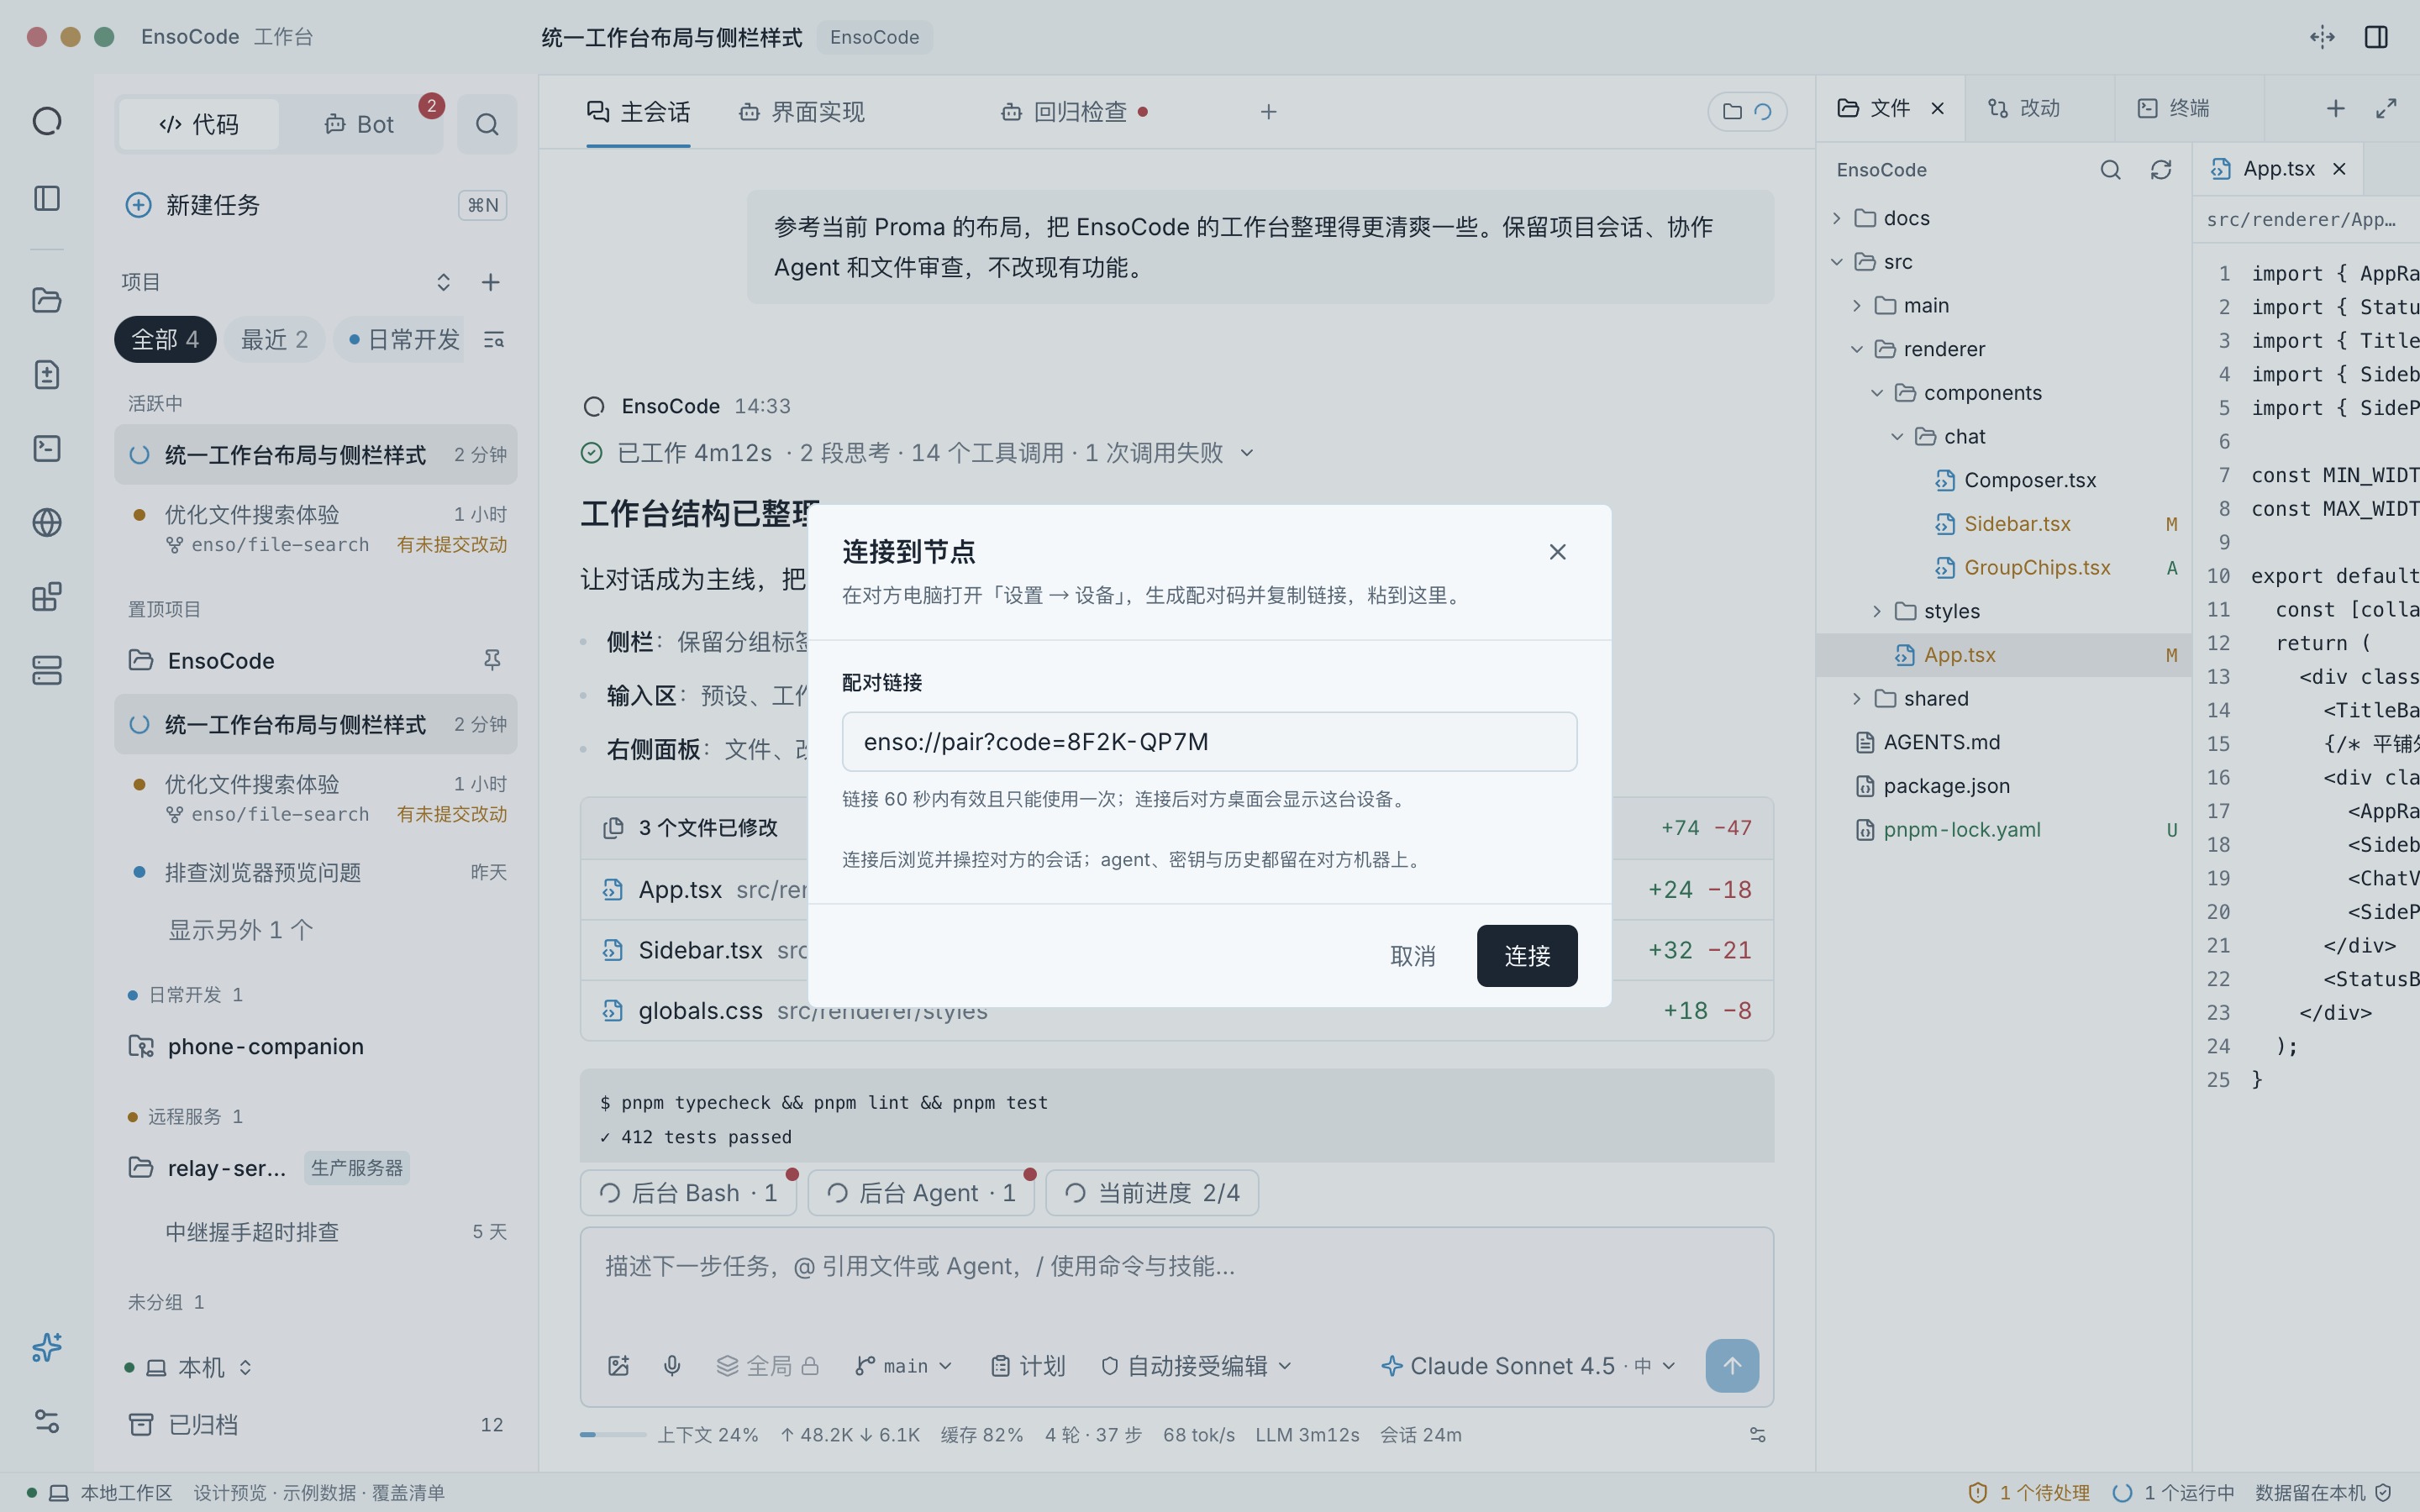 EnsoCode 工作台
统一工作台布局与侧栏样式 EnsoCode
代码
Bot 2
新建任务 ⌘N
项目
全部 4 最近 2 日常开发
活跃中
统一工作台布局与侧栏样式 2 分钟
优化文件搜索体验 1 小时
enso/file-search 有未提交改动
置顶项目
EnsoCode
统一工作台布局与侧栏样式 2 分钟
优化文件搜索体验 1 小时
enso/file-search 有未提交改动
排查浏览器预览问题 昨天
显示另外 1 个
日常开发 1
phone-companion
远程服务 1
relay-ser... 生产服务器
中继握手超时排查 5 天
未分组 1
本机
已归档 12
主会话 界面实现 回归检查
参考当前 Proma 的布局，把 EnsoCode 的工作台整理得更清爽一些。保留项目会话、协作
Agent 和文件审查，不改现有功能。
EnsoCode 14:33
已工作 4m12s · 2 段思考 · 14 个工具调用 · 1 次调用失败
工作台结构已整理
让对话成为主线，把
侧栏：保留分组标签
输入区：预设、工作
右侧面板：文件、改
3 个文件已修改 +74 −47
App.tsx src/ren +24 −18
Sidebar.tsx src +32 −21
globals.css src/renderer/styles +18 −8
$ pnpm typecheck && pnpm lint && pnpm test
✓ 412 tests passed
后台 Bash · 1 后台 Agent · 1 当前进度 2/4
描述下一步任务，@ 引用文件或 Agent，/ 使用命令与技能...
全局 main 计划 自动接受编辑 Claude Sonnet 4.5 · 中
上下文 24% ↑ 48.2K ↓ 6.1K 缓存 82% 4 轮 · 37 步 68 tok/s LLM 3m12s 会话 24m
连接到节点
在对方电脑打开「设置 → 设备」，生成配对码并复制链接，粘到这里。
配对链接
enso://pair?code=8F2K-QP7M
链接 60 秒内有效且只能使用一次；连接后对方桌面会显示这台设备。
连接后浏览并操控对方的会话；agent、密钥与历史都留在对方机器上。
取消 连接
文件 改动 终端
EnsoCode
docs
src
main
renderer
components
chat
Composer.tsx
Sidebar.tsx M
GroupChips.tsx A
styles
App.tsx M
shared
AGENTS.md
package.json
pnpm-lock.yaml U
App.tsx
src/renderer/App…
1 import { AppRa
2 import { Statu
3 import { Title
4 import { Sideb
5 import { SideP
6
7 const MIN_WIDT
8 const MAX_WIDT
9
10 export default
11 const [colla
12 return (
13 <div class
14 <TitleBa
15 {/* 平铺
16 <div cla
17 <AppRa
18 <Sideb
19 <ChatV
20 <SideP
21 </div>
22 <StatusB
23 </div>
24 );
25 }
本地工作区 设计预览 · 示例数据 · 覆盖清单
1 个待处理 1 个运行中 数据留在本机